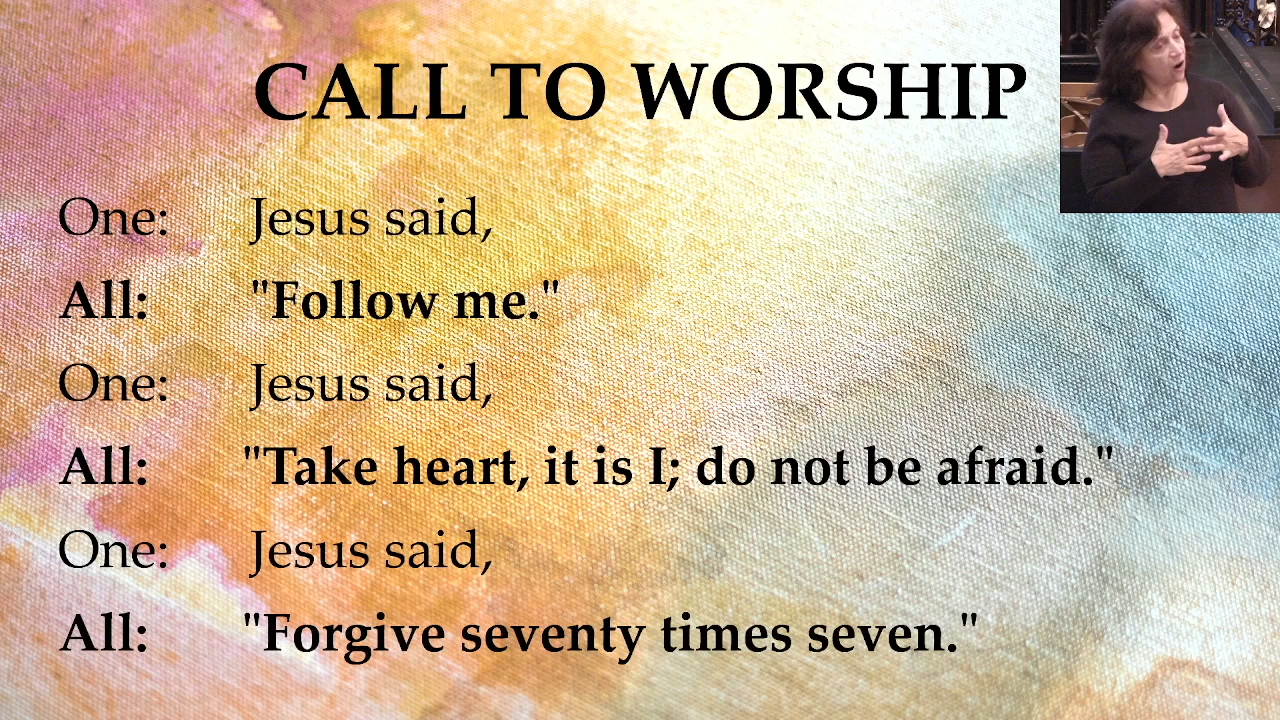 CALL TO WORSHIP
One: Jesus said,
All: "Follow me."
One: Jesus said,
All: "Take heart, it is I; do not be afraid."
One: Jesus said,
All: "Forgive seventy times seven."